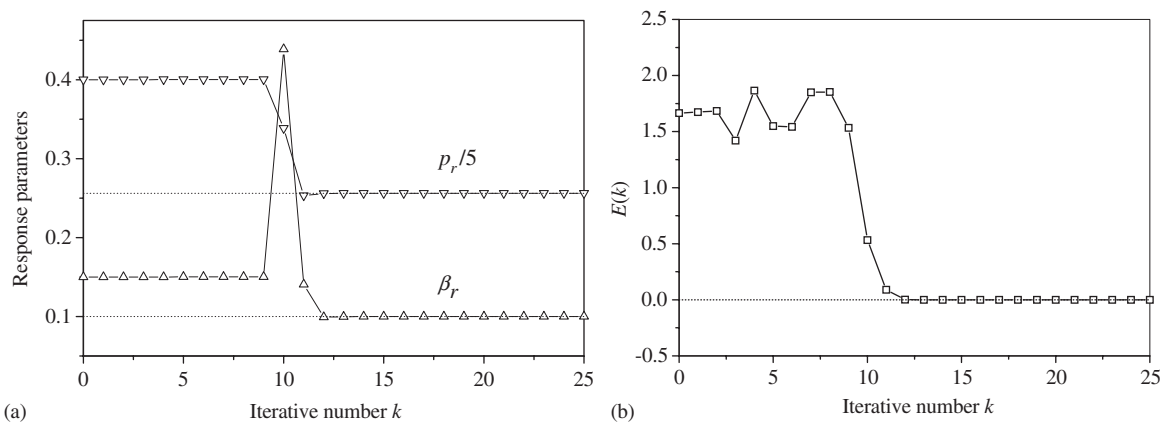 0.4
0.3
0.2
0.1
Response parameters
p_r/5
β_r
0 5 10 15 20 25
Iterative number k
(a)
2.5
2.0
1.5
1.0
0.5
0.0
-0.5
E(k)
0 5 10 15 20 25
Iterative number k
(b)